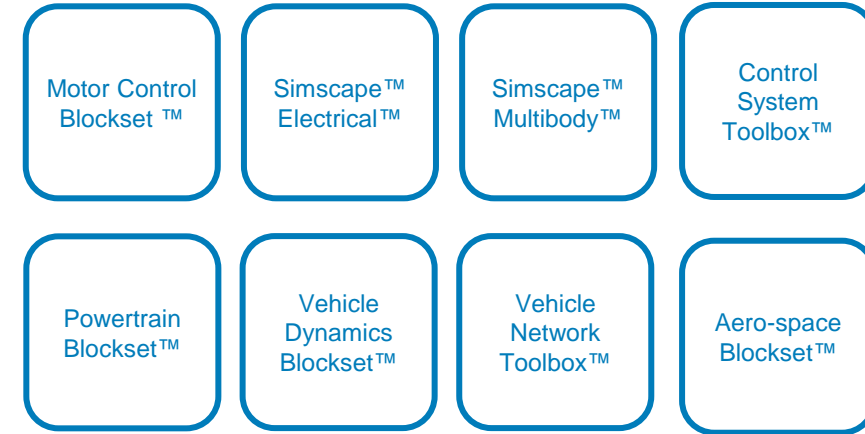 Motor Control
Blockset ™
Simscape™
Electrical™
Simscape™
Multibody™
Control
System
Toolbox™
Powertrain
Blockset™
Vehicle
Dynamics
Blockset™
Vehicle
Network
Toolbox™
Aero-space
Blockset™